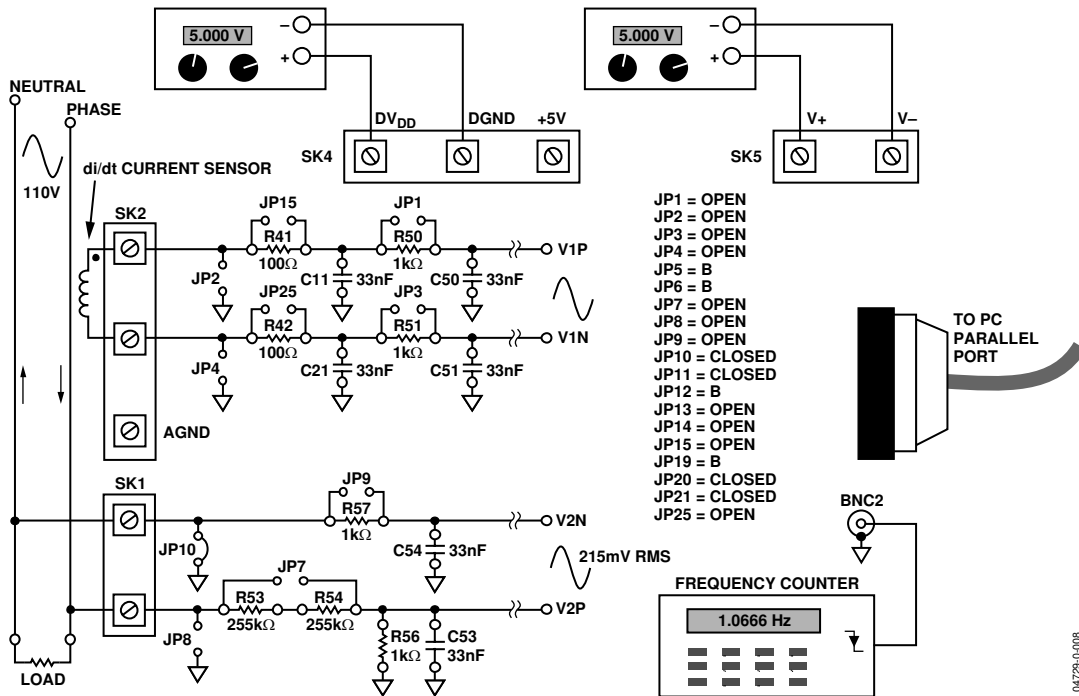 5.000 V
–
+
5.000 V
–
+
NEUTRAL
PHASE
110V
di/dt CURRENT SENSOR
DVDD
DGND
+5V
SK4
V+
V–
SK5
SK2
JP15
R41
100Ω
JP1
R50
1kΩ
V1P
JP2
C11
33nF
C50
33nF
JP25
R42
100Ω
JP3
R51
1kΩ
V1N
JP4
C21
33nF
C51
33nF
AGND
JP1 = OPEN
JP2 = OPEN
JP3 = OPEN
JP4 = OPEN
JP5 = B
JP6 = B
JP7 = OPEN
JP8 = OPEN
JP9 = OPEN
JP10 = CLOSED
JP11 = CLOSED
JP12 = B
JP13 = OPEN
JP14 = OPEN
JP15 = OPEN
JP19 = B
JP20 = CLOSED
JP21 = CLOSED
JP25 = OPEN
TO PC
PARALLEL
PORT
SK1
JP9
R57
1kΩ
V2N
JP10
C54
33nF
215mV RMS
JP7
R53
255kΩ
R54
255kΩ
V2P
JP8
R56
1kΩ
C53
33nF
LOAD
BNC2
FREQUENCY COUNTER
1.0666 Hz
04729-0-008